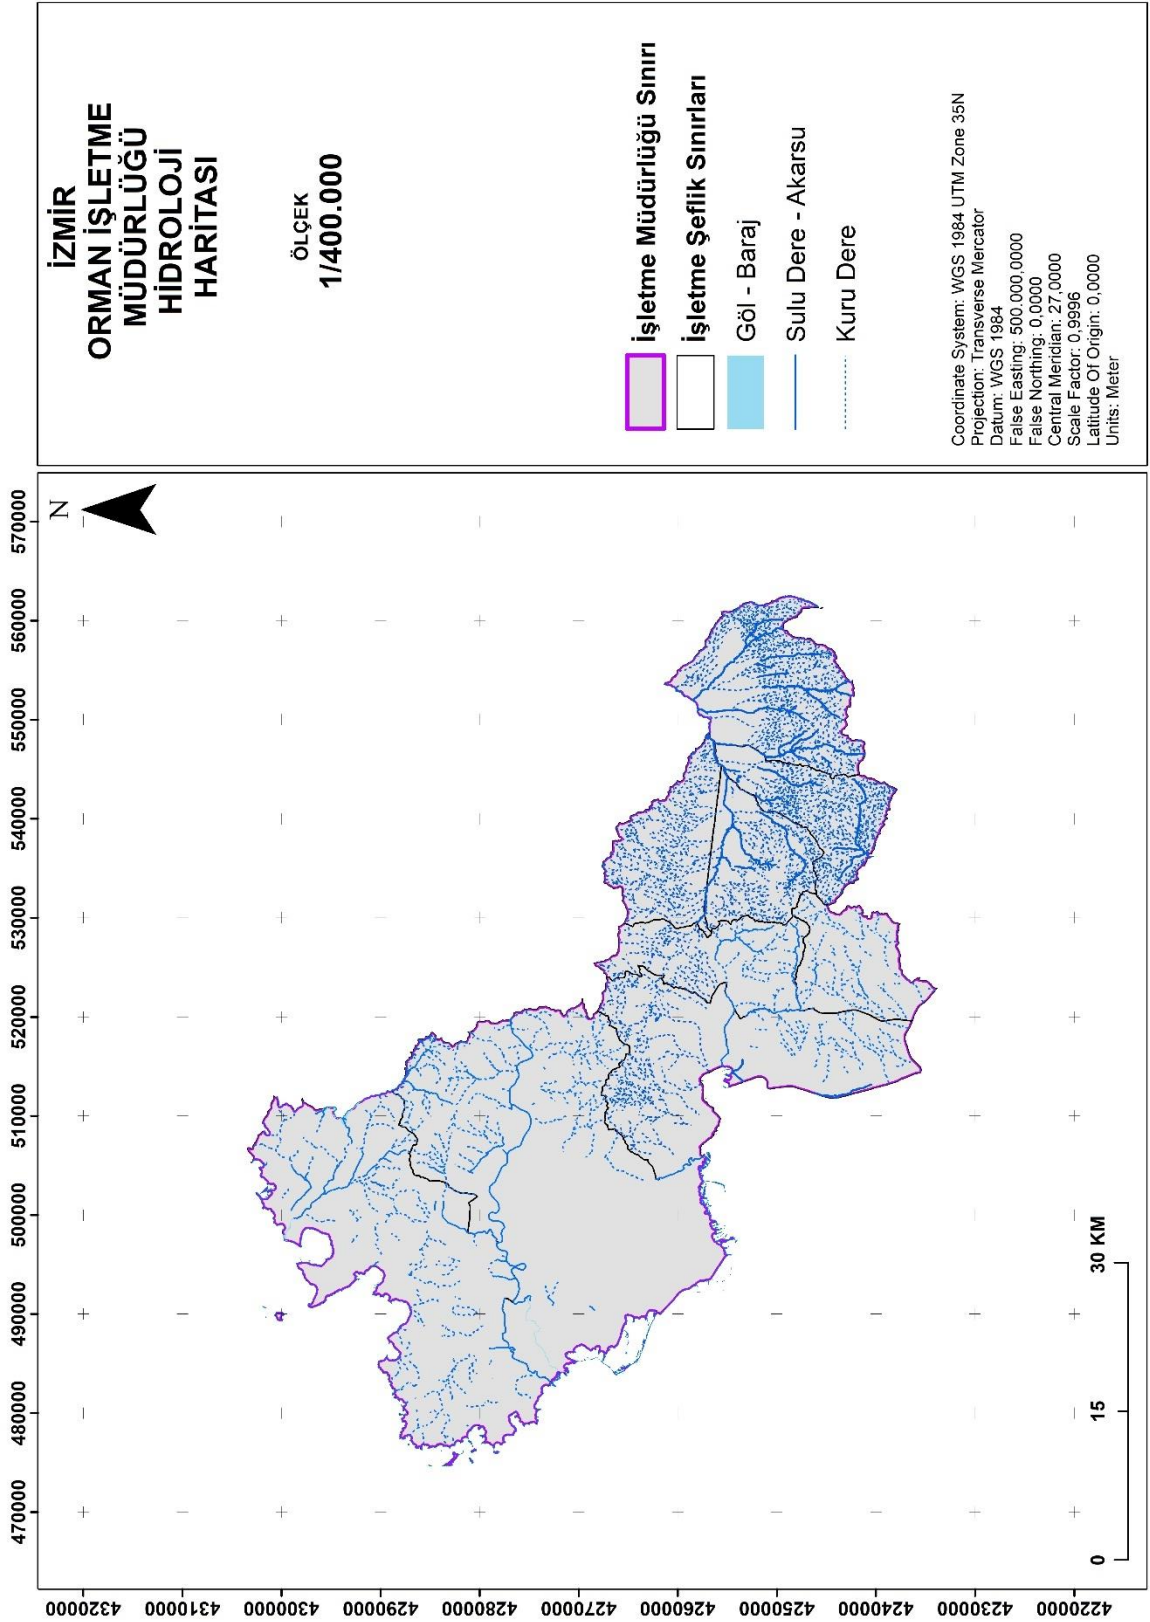 İZMİR
ORMAN İŞLETME
MÜDÜRLÜĞÜ
HİDROLOJİ
HARİTASI
ÖLÇEK
1/400.000
İşletme Müdürlüğü Sınırı
İşletme Şeflik Sınırları
Göl - Baraj
Sulu Dere - Akarsu
Kuru Dere
Coordinate System: WGS 1984 UTM Zone 35N
Projection: Transverse Mercator
Datum: WGS 1984
False Easting: 500.000,0000
False Northing: 0,0000
Central Meridian: 27,0000
Scale Factor: 0,9996
Latitude Of Origin: 0,0000
Units: Meter
N
470000 480000 490000 500000 510000 520000 530000 540000 550000 560000 570000
4320000
4310000
4300000
4290000
4280000
4270000
4260000
4250000
4240000
4230000
4220000
0 15 30 KM